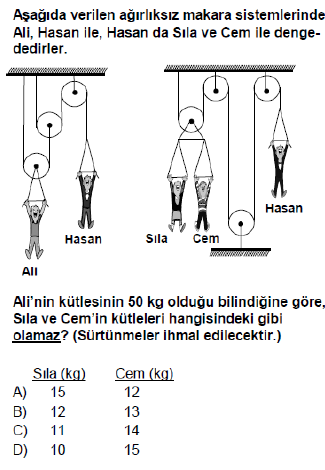 Aşağıda verilen ağırlıksız makara sistemlerinde
Ali, Hasan ile, Hasan da Sıla ve Cem ile denge-
dedirler.
Hasan
Ali
Sıla Cem
Hasan
Ali'nin kütlesinin 50 kg olduğu bilindiğine göre,
Sıla ve Cem'in kütleleri hangisindeki gibi
olamaz? (Sürtünmeler ihmal edilecektir.)
Sıla (kg) Cem (kg)
A) 15 12
B) 12 13
C) 11 14
D) 10 15